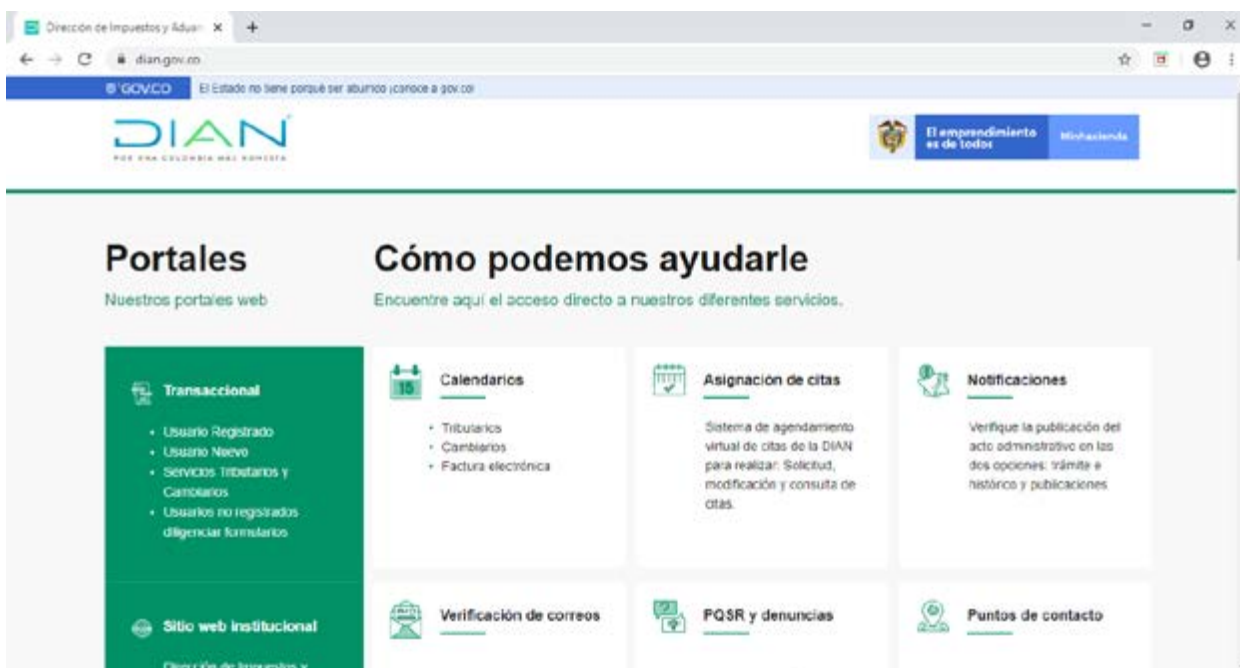 Dirección de Impuestos y Aduan
dian.gov.co
GOV.CO El Estado no tiene porqué ser aburrido ¡conoce a gov.co!
DIAN
POR UNA COLOMBIA MÁS HONESTA
El emprendimiento
es de todos
Minhacienda
Portales
Nuestros portales web
Cómo podemos ayudarle
Encuentre aquí el acceso directo a nuestros diferentes servicios.
Transaccional
• Usuario Registrado
• Usuario Nuevo
• Servicios Tributarios y
Cambiarios
• Usuarios no registrados
diligenciar formularios
Calendarios
15
• Tributarios
• Cambiarios
• Factura electrónica
Asignación de citas
Sistema de agendamiento
virtual de citas de la DIAN
para realizar: Solicitud,
modificación y consulta de
citas.
Notificaciones
Verifique la publicación del
acto administrativo en las
dos opciones: trámite e
histórico y publicaciones
Sitio web institucional
Dirección de Impuestos y
Verificación de correos
PQSR y denuncias
Puntos de contacto